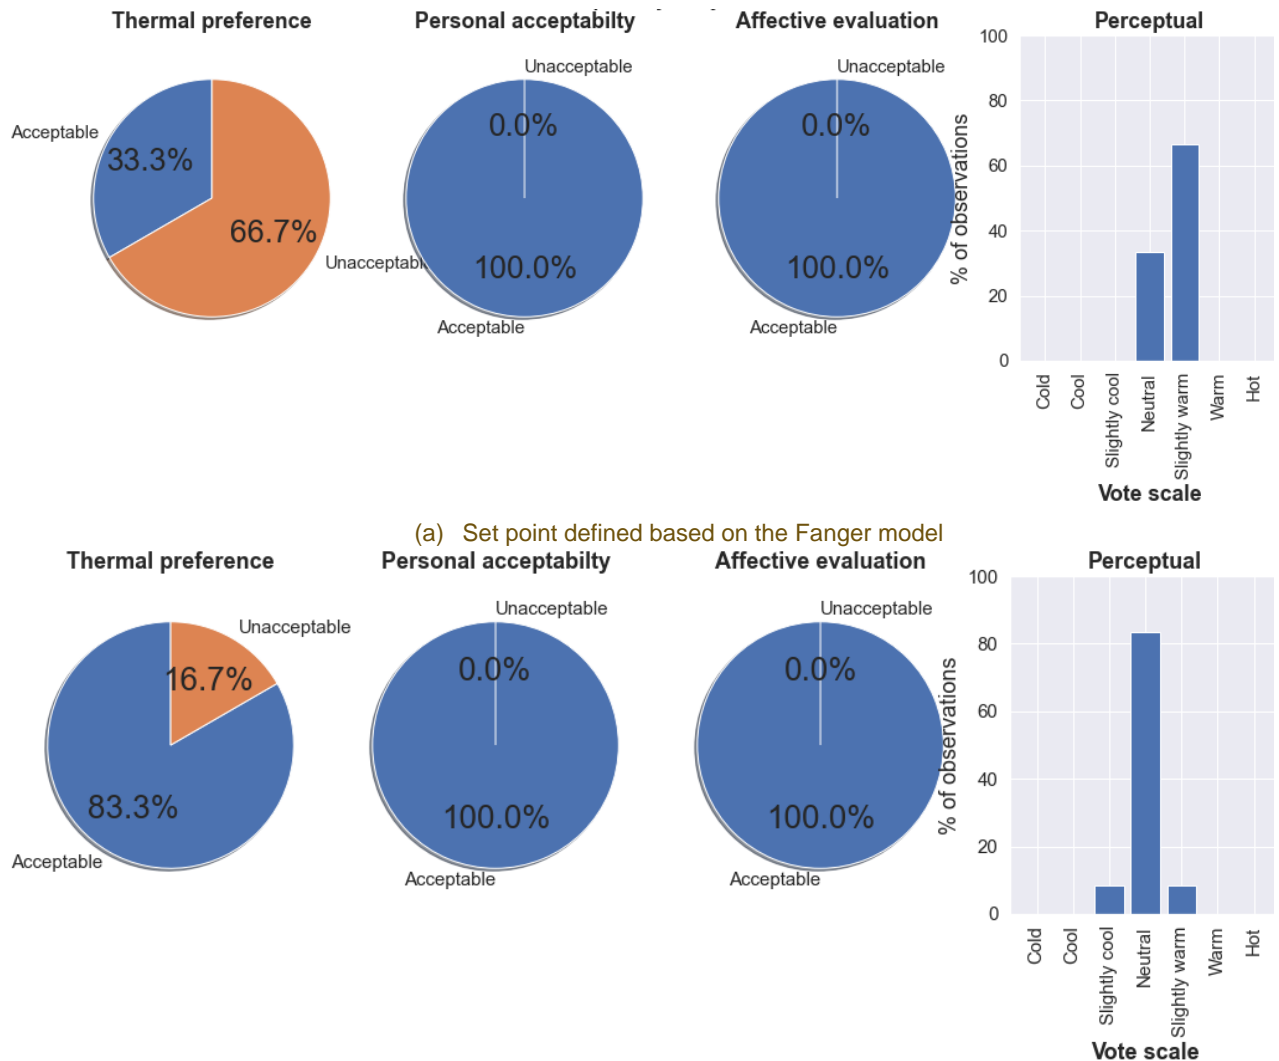 Thermal preference
Personal acceptabilty
Affective evaluation
Perceptual
Acceptable
33.3%
66.7%
Unacceptable
0.0%
100.0%
Acceptable
Unacceptable
0.0%
100.0%
Acceptable
% of observations
100
80
60
40
20
0
Cold
Cool
Slightly cool
Neutral
Slightly warm
Warm
Hot
Vote scale
(a) Set point defined based on the Fanger model
Thermal preference
Personal acceptabilty
Affective evaluation
Perceptual
Unacceptable
16.7%
83.3%
Acceptable
Unacceptable
0.0%
100.0%
Acceptable
Unacceptable
0.0%
100.0%
Acceptable
% of observations
100
80
60
40
20
0
Cold
Cool
Slightly cool
Neutral
Slightly warm
Warm
Hot
Vote scale